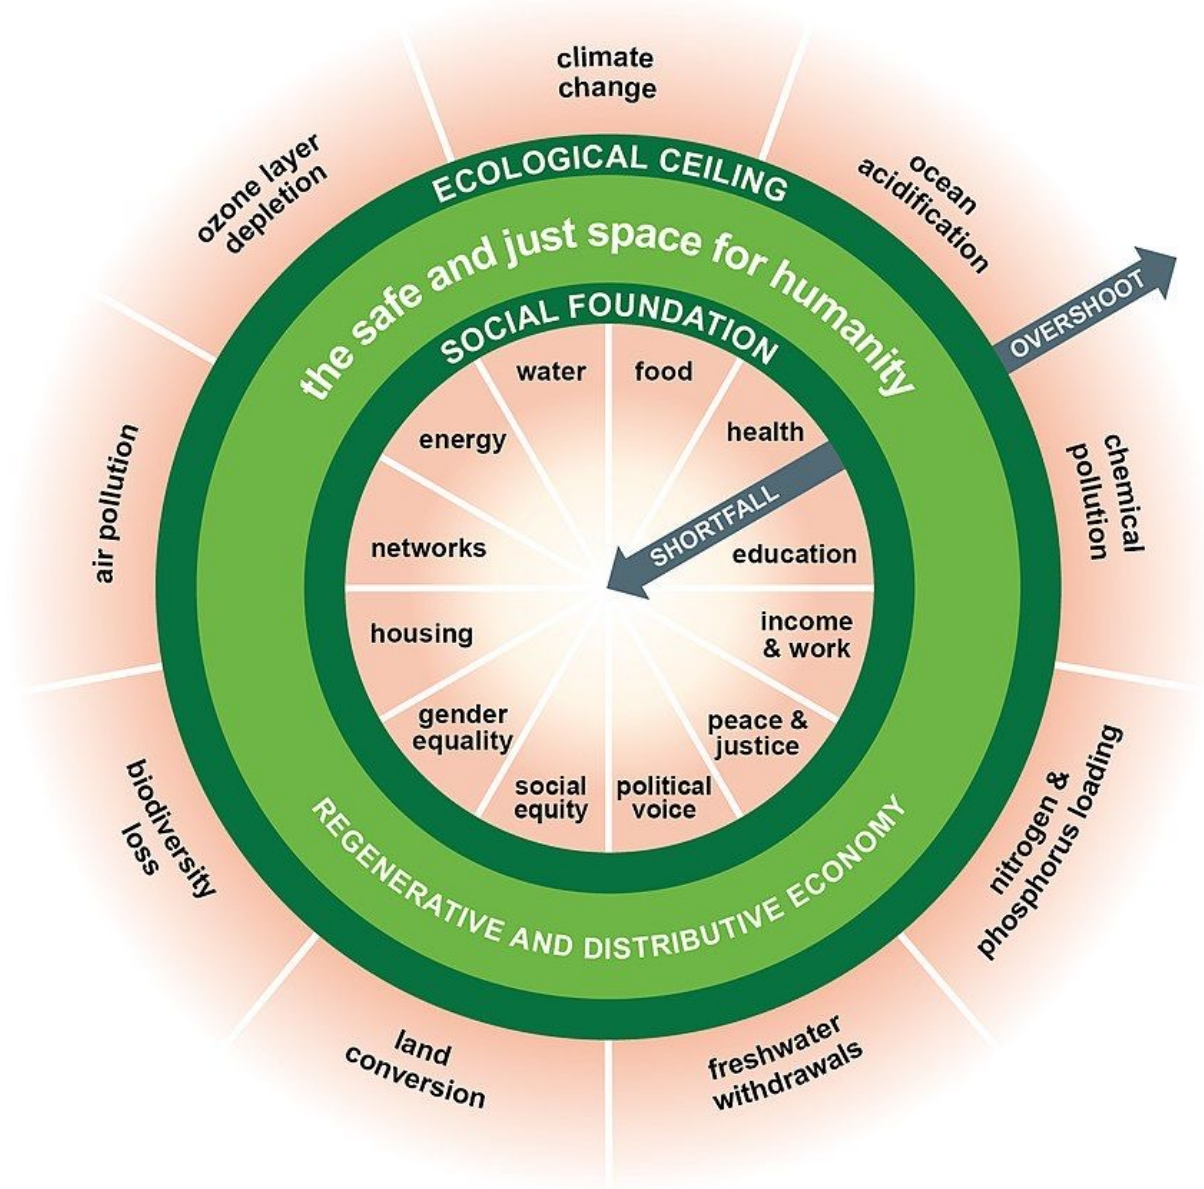 climate
change
ozone layer
depletion
ocean
acidification
ECOLOGICAL CEILING
the safe and just space for humanity
OVERSHOOT
SOCIAL FOUNDATION
water
food
energy
health
air pollution
chemical
pollution
SHORTFALL
networks
education
housing
income
& work
gender
equality
peace &
justice
social
equity
political
voice
biodiversity
loss
nitrogen &
phosphorus loading
REGENERATIVE AND DISTRIBUTIVE ECONOMY
land
conversion
freshwater
withdrawals